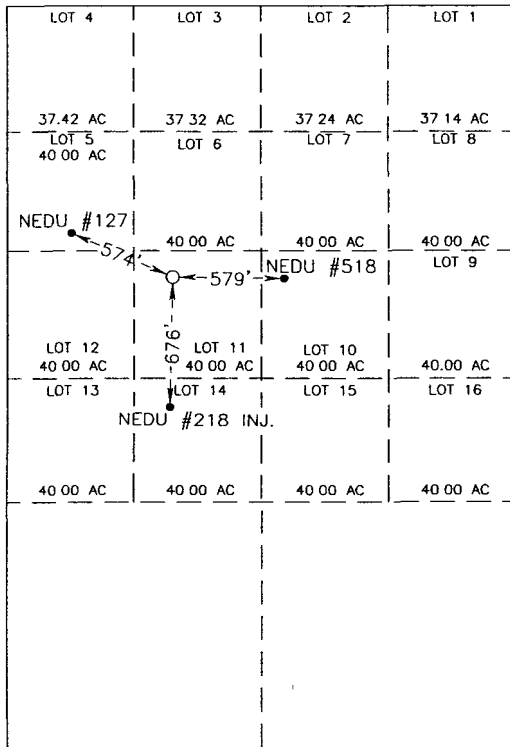 LOT 4 LOT 3 LOT 2 LOT 1
37.42 AC 37 32 AC 37 24 AC 37 14 AC
LOT 5 LOT 6 LOT 7 LOT 8
40 00 AC
NEDU #127
40 00 AC 40 00 AC 40 00 AC
574' 579' NEDU #518 LOT 9
676'
LOT 12 LOT 11 LOT 10
40 00 AC 40 00 AC 40 00 AC 40.00 AC
LOT 13 LOT 14 LOT 15 LOT 16
NEDU #218 INJ.
40 00 AC 40 00 AC 40 00 AC 40 00 AC